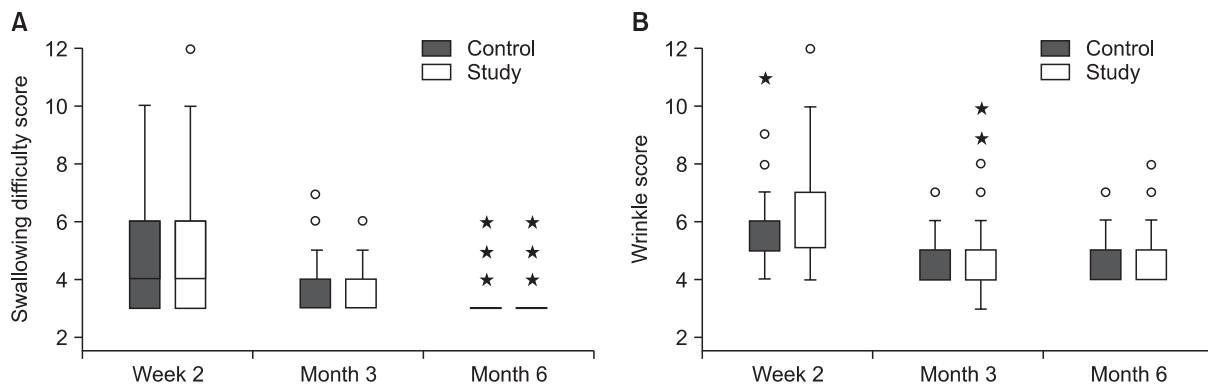 A
Swallowing difficulty score
12
10
8
6
4
2
Control
Study
Week 2
Month 3
Month 6
B
Wrinkle score
12
10
8
6
4
2
Control
Study
Week 2
Month 3
Month 6